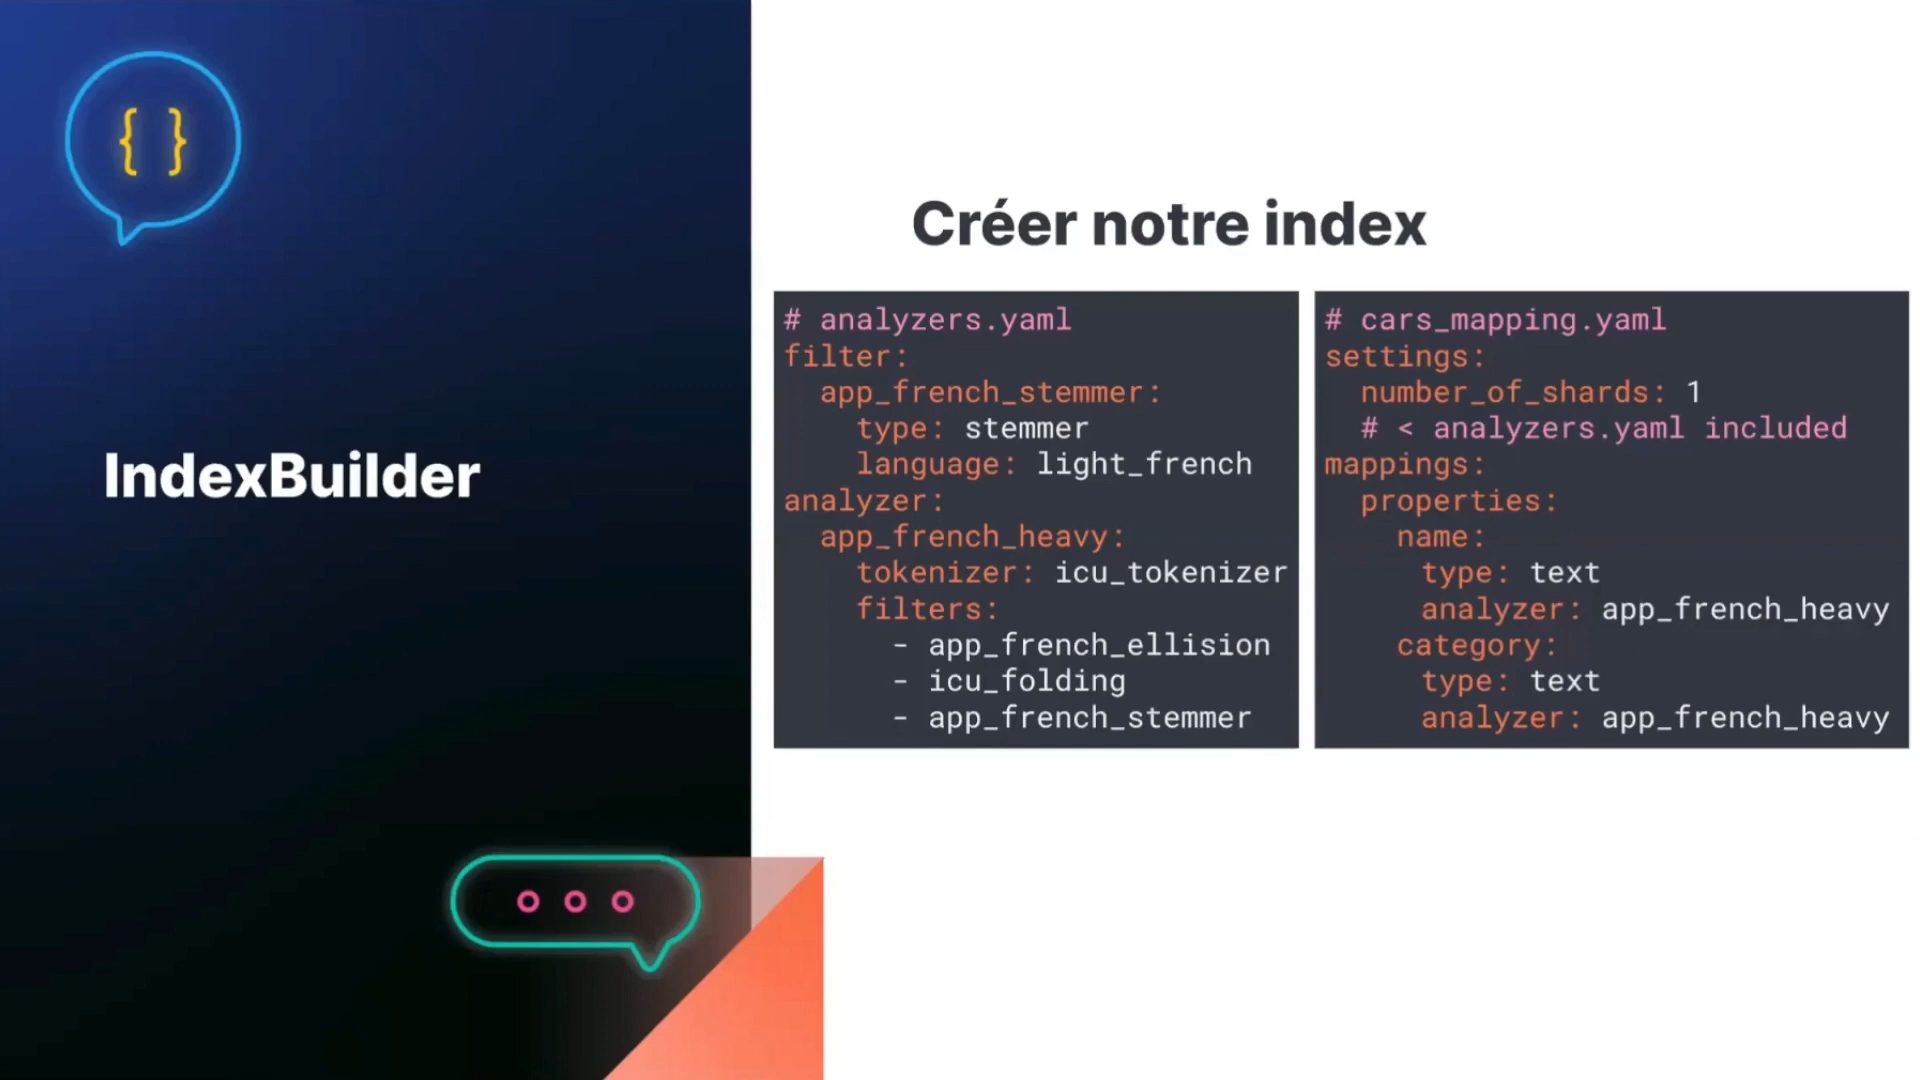 { }
IndexBuilder
Créer notre index
# analyzers.yaml
filter:
  app_french_stemmer:
    type: stemmer
    language: light_french
analyzer:
  app_french_heavy:
    tokenizer: icu_tokenizer
    filters:
      - app_french_ellision
      - icu_folding
      - app_french_stemmer
# cars_mapping.yaml
settings:
  number_of_shards: 1
  # < analyzers.yaml included
mappings:
  properties:
    name:
      type: text
      analyzer: app_french_heavy
    category:
      type: text
      analyzer: app_french_heavy